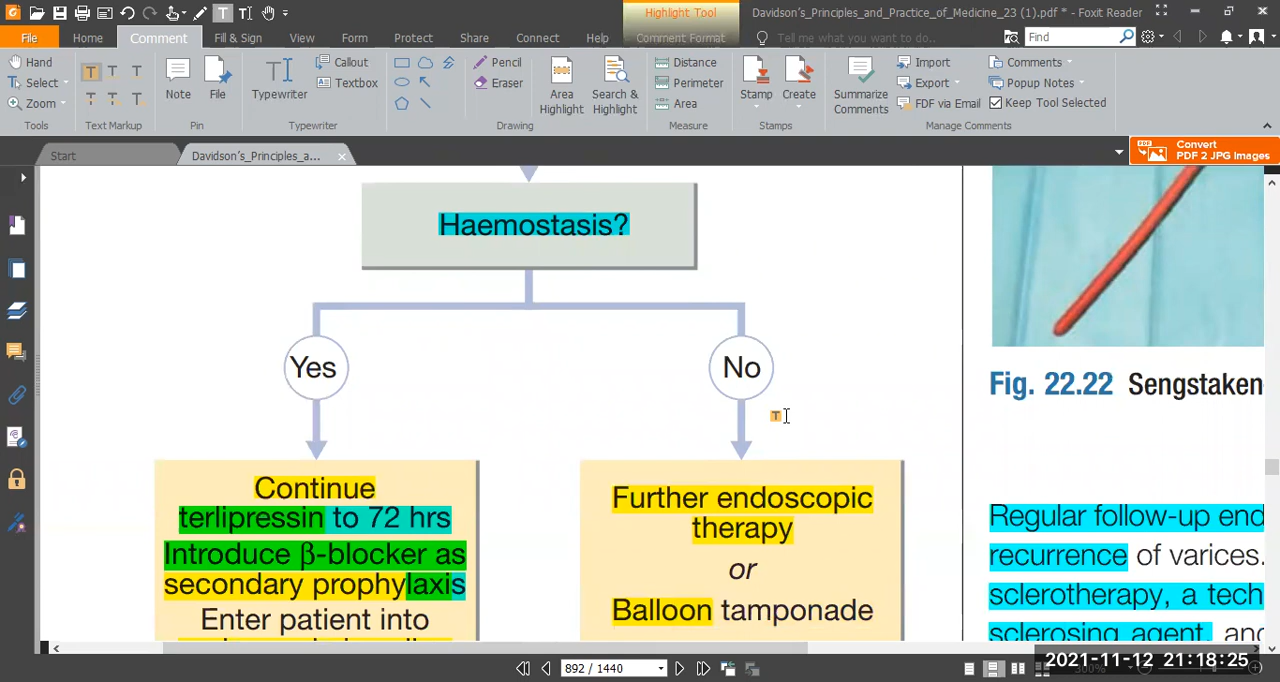 Highlight Tool
Davidson's_Principles_and_Practice_of_Medicine_23 (1).pdf * - Foxit Reader
File Home Comment Fill & Sign View Form Protect Share Connect Help Comment Format Tell me what you want to do.. Find
Hand
Select
Zoom
Tools
Text Markup
Note
File
Pin
Typewriter
Callout
Textbox
Typewriter
Pencil
Eraser
Area Highlight
Search & Highlight
Drawing
Distance
Perimeter
Area
Measure
Stamp
Create
Stamps
Summarize Comments
Import
Export
FDF via Email
Comments
Popup Notes
Keep Tool Selected
Manage Comments
Start
Davidson's_Principles_a...
Convert
PDF 2 JPG Images
Haemostasis?
Yes
No
Continue
terlipressin to 72 hrs
Introduce β-blocker as
secondary prophylaxis
Enter patient into
Further endoscopic
therapy
or
Balloon tamponade
Fig. 22.22 Sengstaken
Regular follow-up end
recurrence of varices.
sclerotherapy, a tech
sclerosing agent, and
892 / 1440
2021-11-12 21:18:25